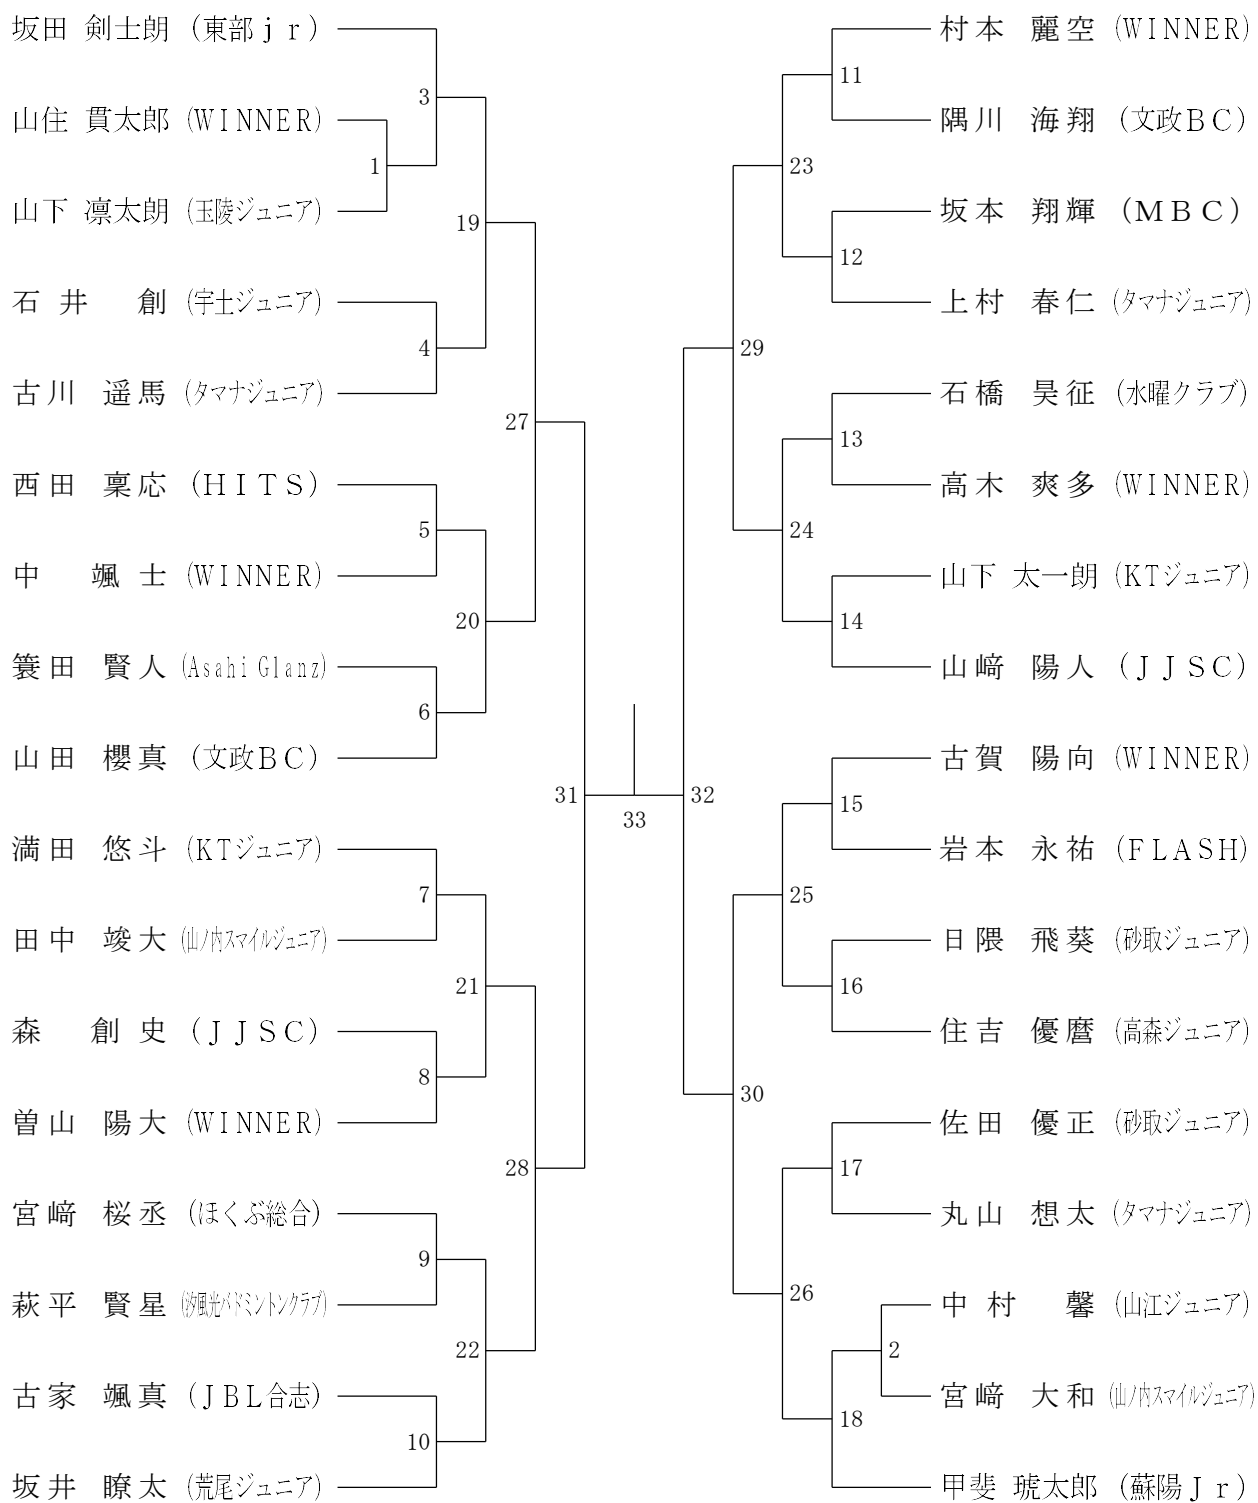 坂田 剣士朗 (東部ｊｒ)
3
山住 貫太郎 (WINNER)
1
山下 凛太朗 (玉陵ジュニア)
19
石井 創 (宇土ジュニア)
4
古川 遥馬 (タマナジュニア)
27
西田 稟応 (HITS)
5
中 颯士 (WINNER)
20
簑田 賢人 (Asahi Glanz)
6
山田 櫻真 (文政BC)
31
満田 悠斗 (KTジュニア)
7
田中 竣大 (山ノ内スマイルジュニア)
21
森 創史 (JJSC)
8
曽山 陽大 (WINNER)
28
宮﨑 桜丞 (ほくぶ総合)
9
萩平 賢星 (汐風光バドミントンクラブ)
22
古家 颯真 (JBL合志)
10
坂井 瞭太 (荒尾ジュニア)
33
村本 麗空 (WINNER)
11
隅川 海翔 (文政BC)
23
坂本 翔輝 (MBC)
12
上村 春仁 (タマナジュニア)
29
石橋 昊征 (水曜クラブ)
13
高木 爽多 (WINNER)
24
山下 太一朗 (KTジュニア)
14
山﨑 陽人 (JJSC)
32
古賀 陽向 (WINNER)
15
岩本 永祐 (FLASH)
25
日隈 飛葵 (砂取ジュニア)
16
住吉 優麿 (高森ジュニア)
30
佐田 優正 (砂取ジュニア)
17
丸山 想太 (タマナジュニア)
26
中村 馨 (山江ジュニア)
2
宮﨑 大和 (山ノ内スマイルジュニア)
18
甲斐 琥太郎 (蘇陽Jr)